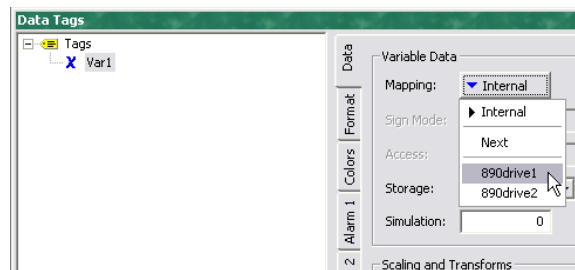 Data Tags
Tags
Var1
Data
Format
Colors
Alarm 1
2
Variable Data
Mapping:
Internal
Internal
Next
890drive1
890drive2
Sign Mode:
Access:
Storage:
Simulation:
0
Scaling and Transforms